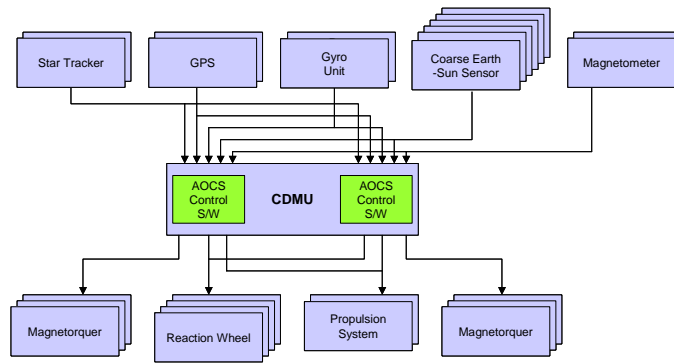 Star Tracker
GPS
Gyro
Unit
Coarse Earth
-Sun Sensor
Magnetometer
AOCS
Control
S/W
CDMU
AOCS
Control
S/W
Magnetorquer
Reaction Wheel
Propulsion
System
Magnetorquer